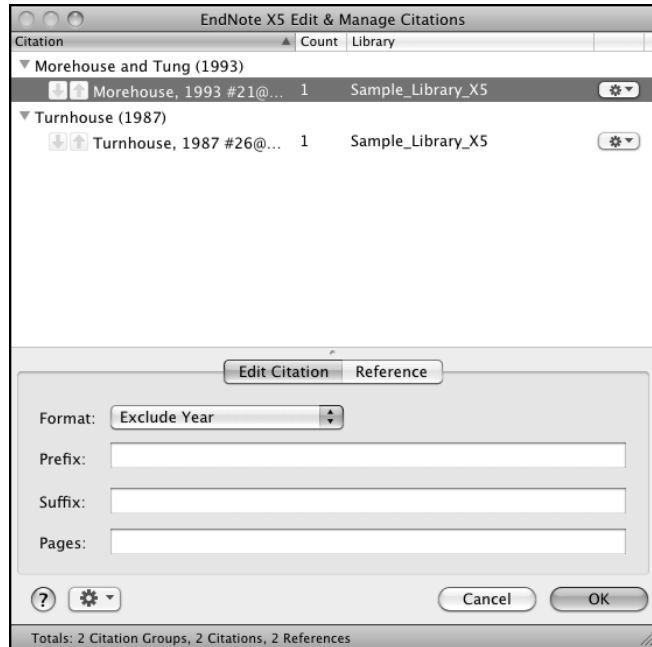 EndNote X5 Edit & Manage Citations
Citation Count Library
Morehouse and Tung (1993)
Morehouse, 1993 #21@... 1 Sample_Library_X5
Turnhouse (1987)
Turnhouse, 1987 #26@... 1 Sample_Library_X5
Edit Citation Reference
Format: Exclude Year
Prefix:
Suffix:
Pages:
? Cancel OK
Totals: 2 Citation Groups, 2 Citations, 2 References